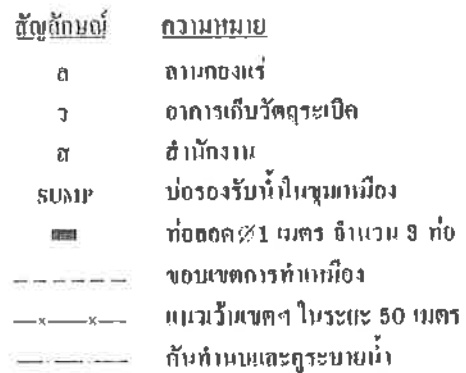 สัญลักษณ์ ความหมาย
ล ลานกองแร่
ว อาคารเก็บวัตถุระเบิด
ส สำนักงาน
SUMP บ่อรองรับน้ำในขุมเหมือง
ท่อลอด Ø 1 เมตร จำนวน 3 ท่อ
ขอบเขตการทำเหมือง
แนวเว้นเขตฯ ในระยะ 50 เมตร
คันทำนบและคูระบายน้ำ